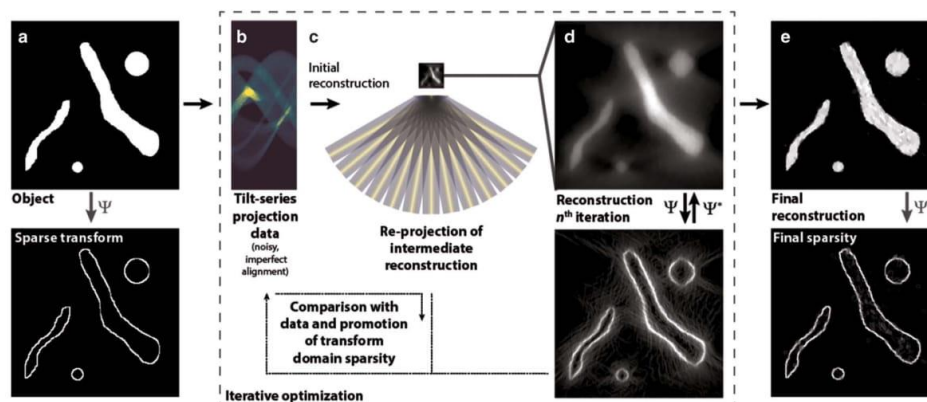 a
Object
Ψ
Sparse transform
b
Tilt-series
projection
data
(noisy,
imperfect
alignment)
c
Initial
reconstruction
Re-projection of
intermediate
reconstruction
Comparison with
data and promotion
of transform
domain sparsity
Iterative optimization
d
Reconstruction
nth iteration
Ψ Ψ*
e
Final
reconstruction
Ψ
Final sparsity